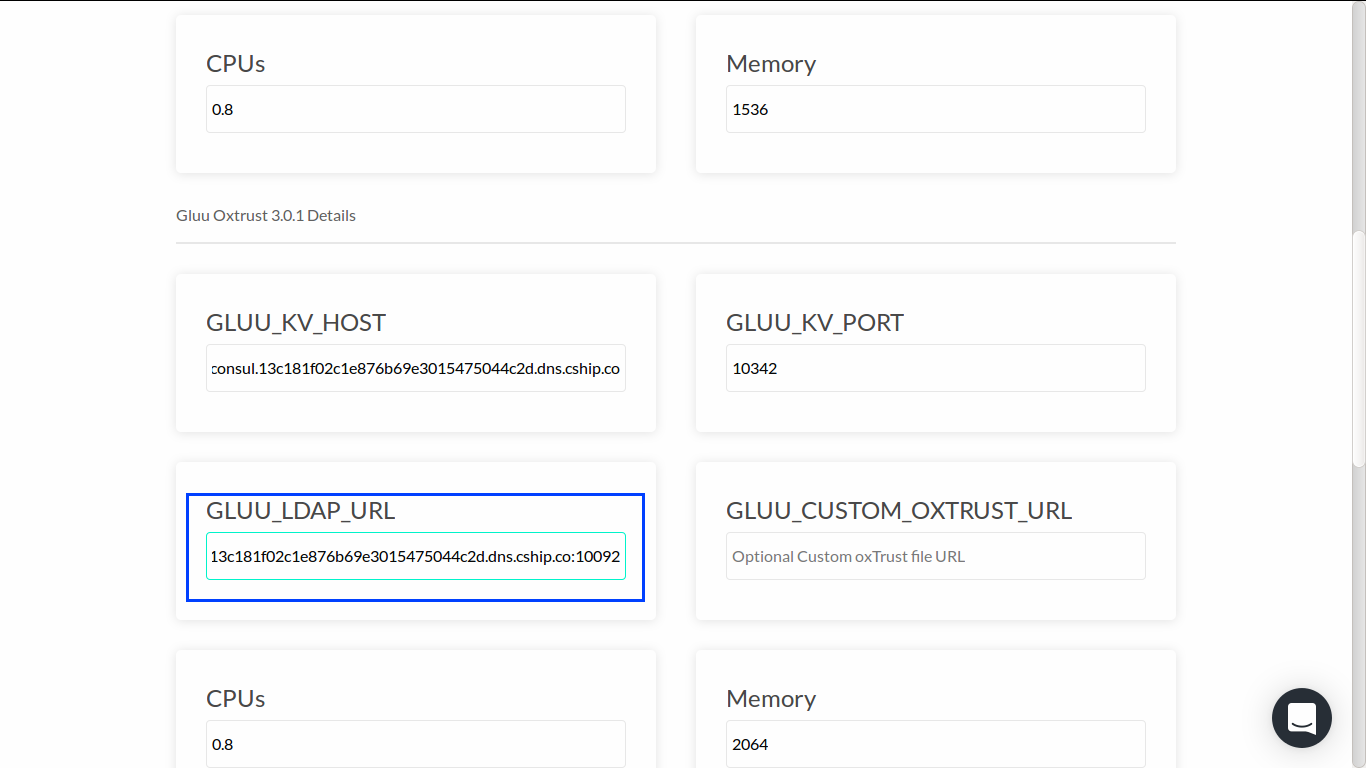 CPUs
Memory
0.8
1536
Gluu Oxtrust 3.0.1 Details
GLUU_KV_HOST
GLUU_KV_PORT
consul.13c181f02c1e876b69e3015475044c2d.dns.cship.co
10342
GLUU_LDAP_URL
GLUU_CUSTOM_OXTRUST_URL
13c181f02c1e876b69e3015475044c2d.dns.cship.co:10092
Optional Custom oxTrust file URL
CPUs
Memory
0.8
2064